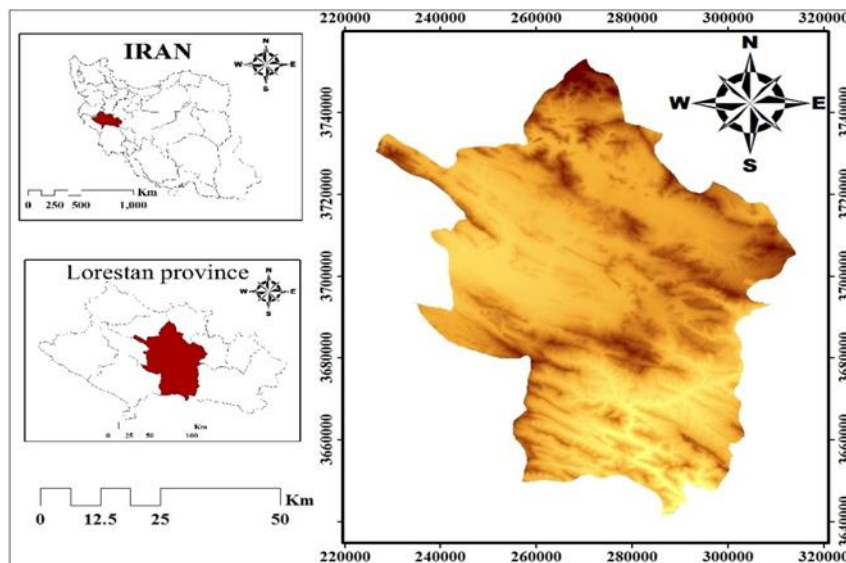 IRAN
N
W E
S
Km
0 250 500 1,000
Lorestan province
N
W E
S
Km
0 25 50 100
Km
0 12.5 25 50
220000 240000 260000 280000 300000 320000
N
W E
S
3740000
3720000
3700000
3680000
3660000
3640000
3740000
3720000
3700000
3680000
3660000
3640000
220000 240000 260000 280000 300000 320000